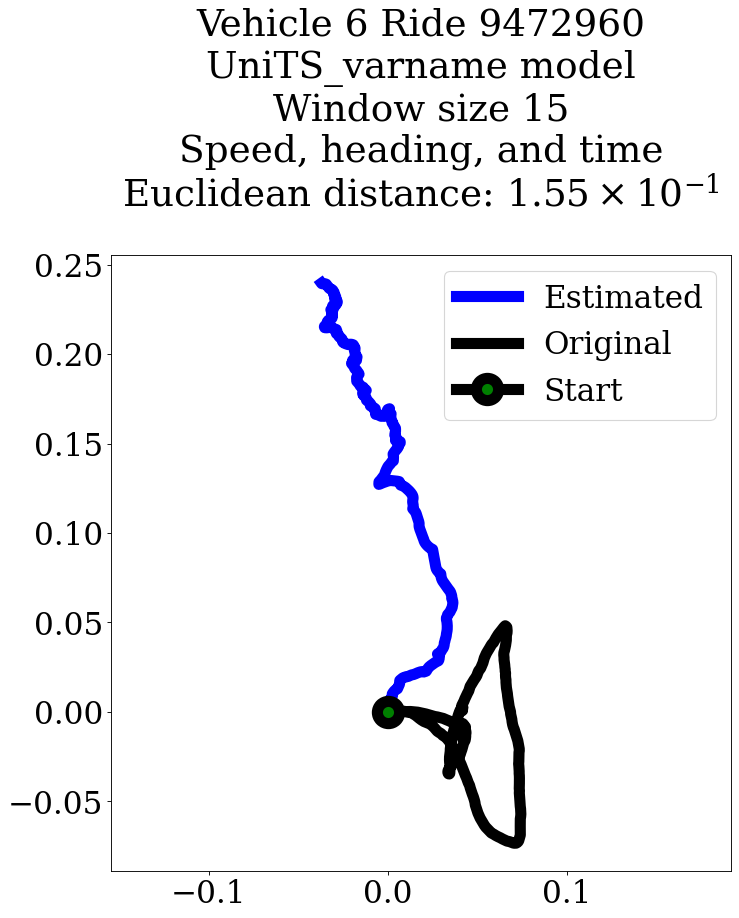 Vehicle 6 Ride 9472960
UniTS_varname model
Window size 15
Speed, heading, and time
Euclidean distance: 1.55 × 10⁻¹
0.25
0.20
0.15
0.10
0.05
0.00
−0.05
−0.1
0.0
0.1
Estimated
Original
Start